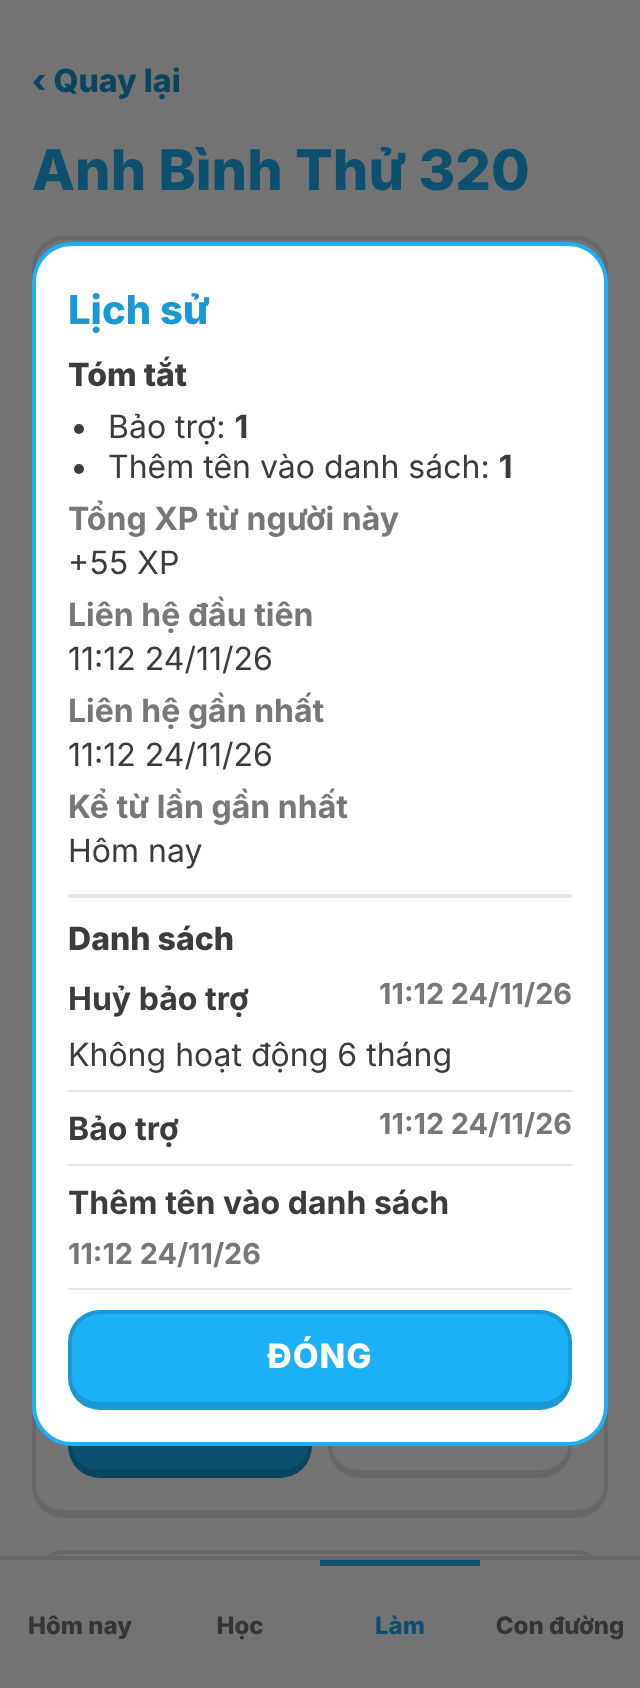 ‹ Quay lại
Anh Bình Thử 320
Lịch sử
Tóm tắt
• Bảo trợ: 1
• Thêm tên vào danh sách: 1
Tổng XP từ người này
+55 XP
Liên hệ đầu tiên
11:12 24/11/26
Liên hệ gần nhất
11:12 24/11/26
Kể từ lần gần nhất
Hôm nay
Danh sách
Huỷ bảo trợ 11:12 24/11/26
Không hoạt động 6 tháng
Bảo trợ 11:12 24/11/26
Thêm tên vào danh sách
11:12 24/11/26
ĐÓNG
Hôm nay Học Làm Con đường